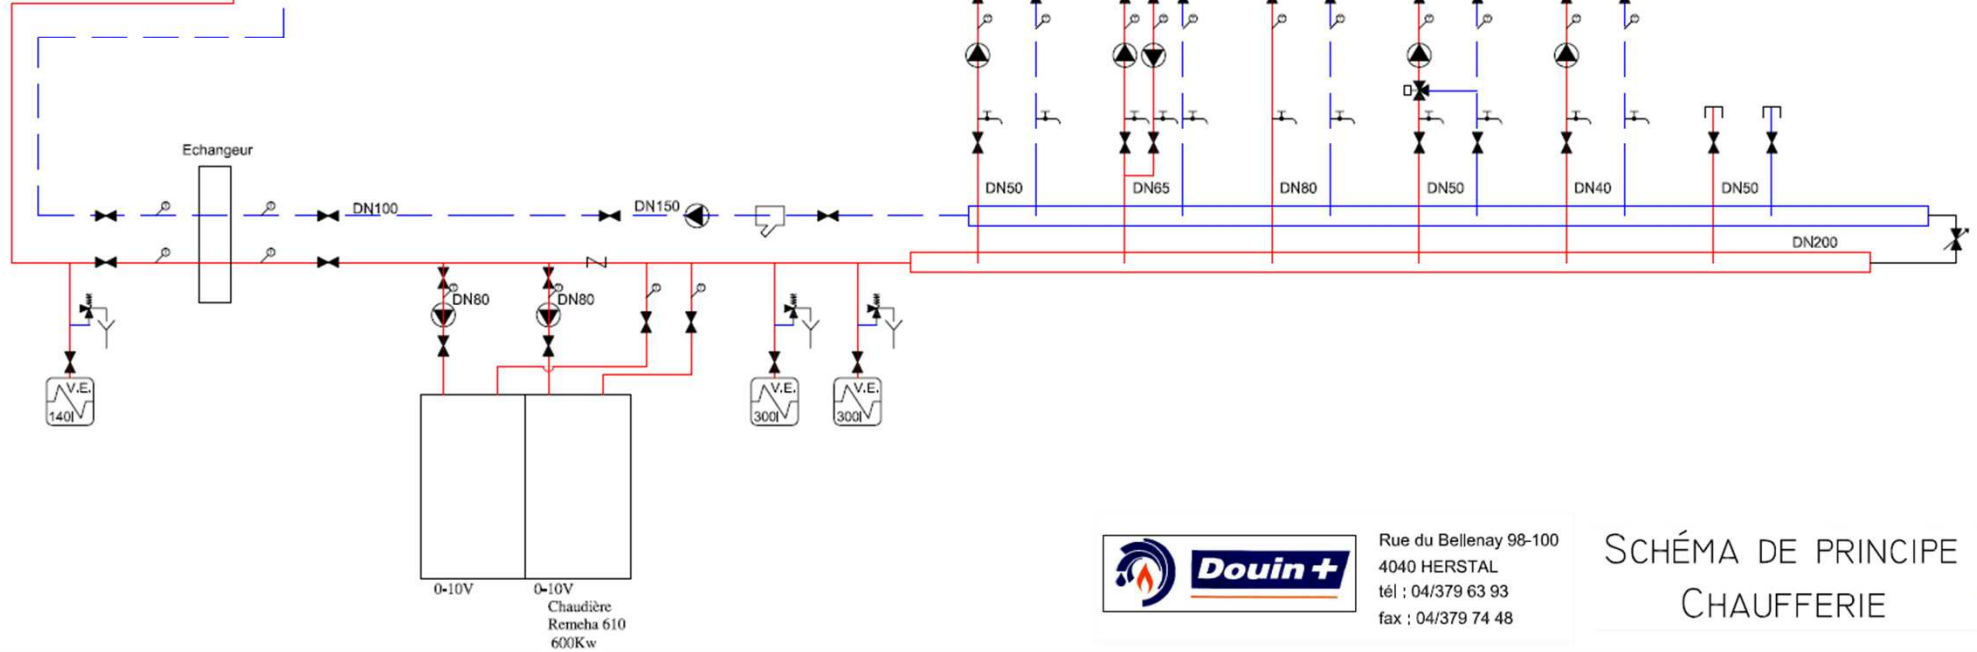 Echangeur
DN50
DN65
DN80
DN50
DN40
DN50
DN100
DN150
DN200
DN80
DN80
V.E.
140l
V.E.
300l
V.E.
300l
0-10V
0-10V
Chaudière
Remeha 610
600Kw
Douin+
Rue du Bellenay 98-100
4040 HERSTAL
tél : 04/379 63 93
fax : 04/379 74 48
SCHÉMA DE PRINCIPE
CHAUFFERIE